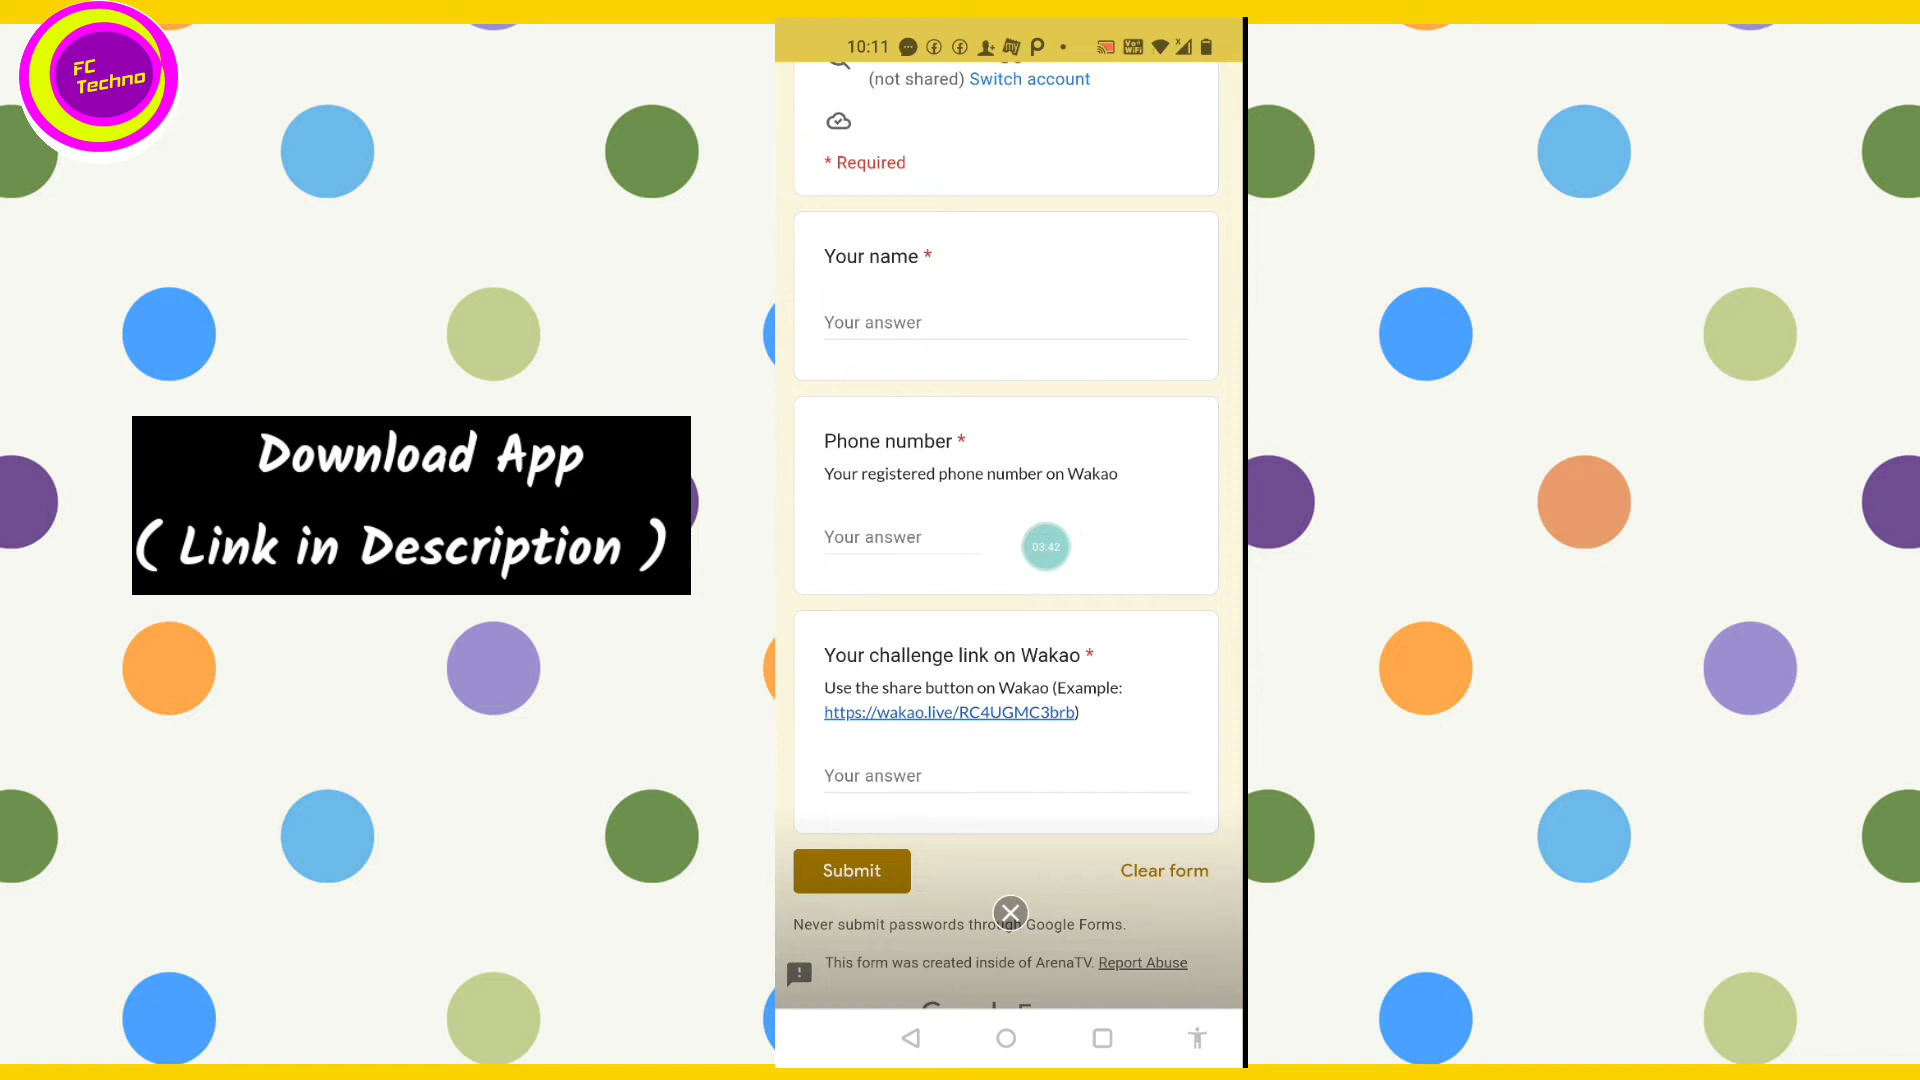 FC
Techno
Download App
( Link in Description )
10:11
(not shared) Switch account
* Required
Your name *
Your answer
Phone number *
Your registered phone number on Wakao
Your answer
03:42
Your challenge link on Wakao *
Use the share button on Wakao (Example:
https://wakao.live/RC4UGMC3brb)
Your answer
Submit
Clear form
Never submit passwords through Google Forms.
This form was created inside of ArenaTV. Report Abuse